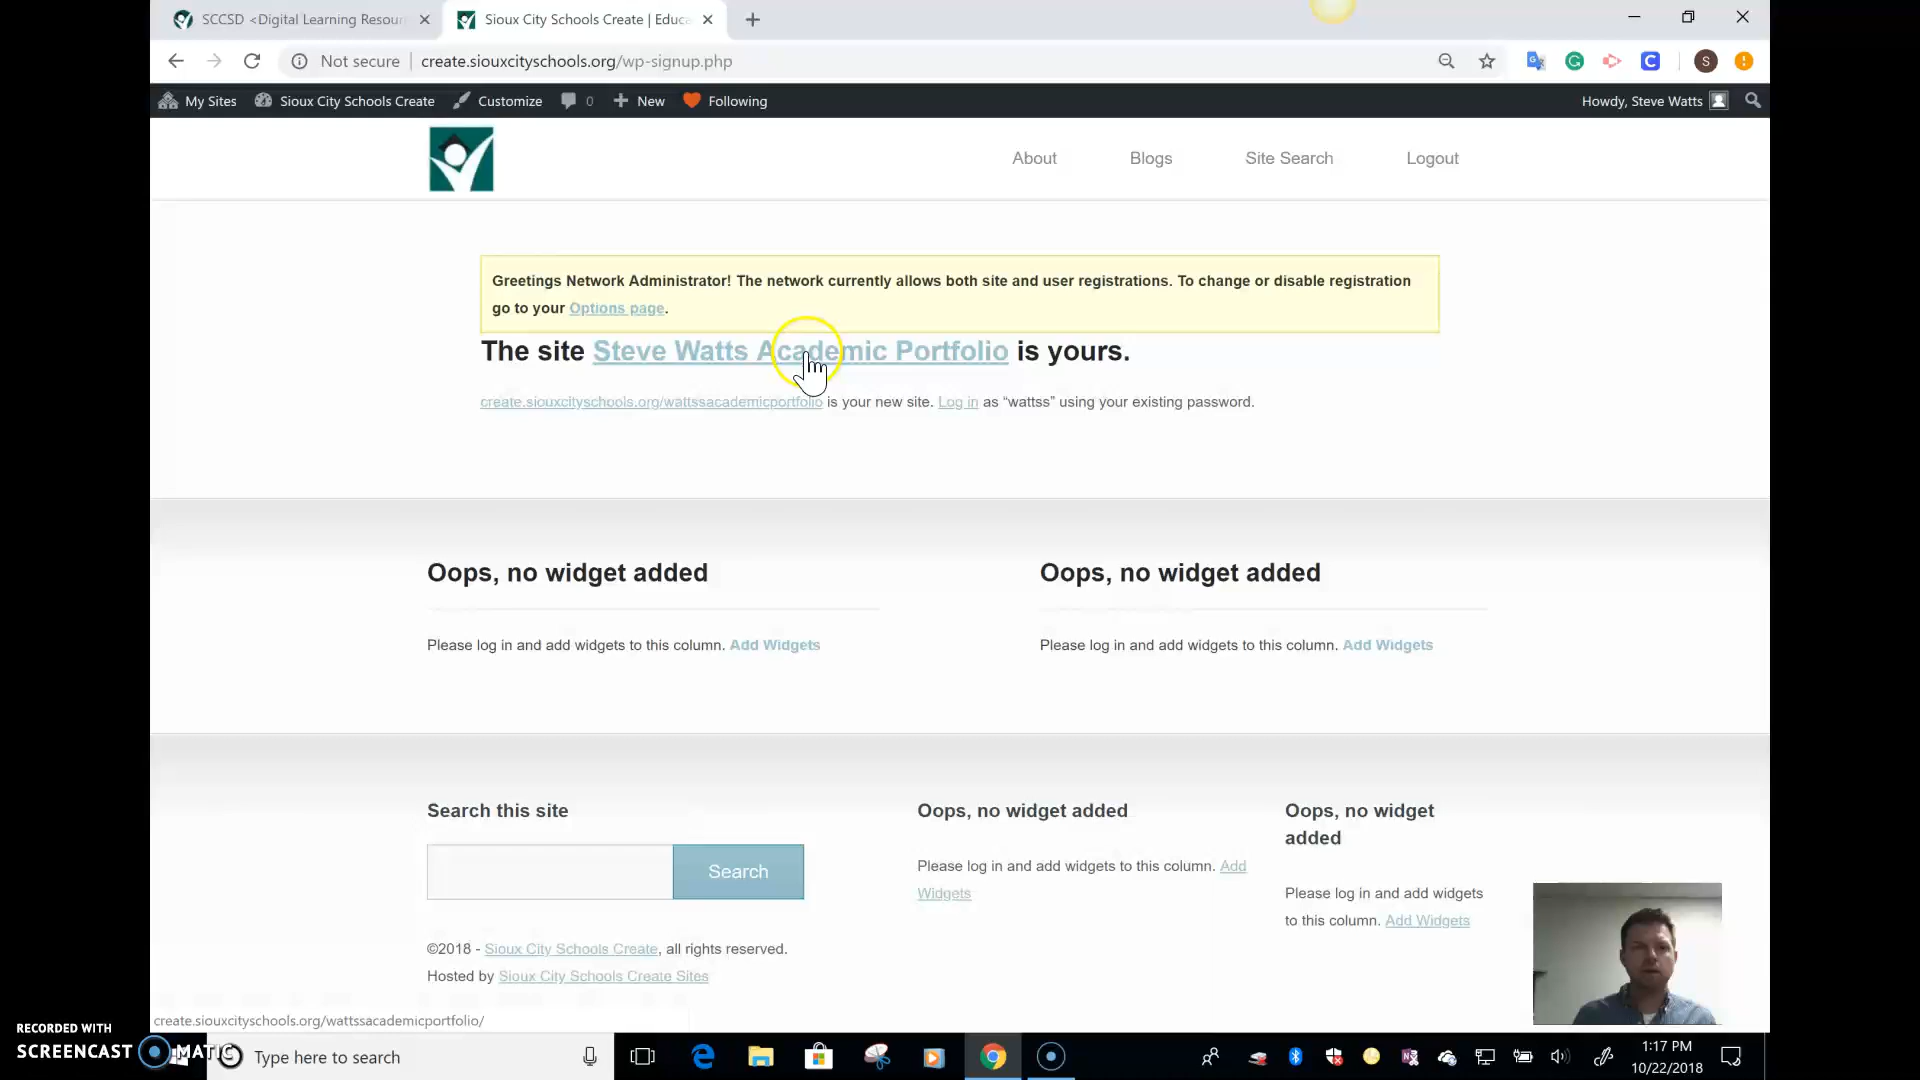 SCCSD <Digital Learning Resour
Sioux City Schools Create | Educa
Not secure | create.siouxcityschools.org/wp-signup.php
My Sites Sioux City Schools Create Customize 0 New Following Howdy, Steve Watts
About Blogs Site Search Logout
Greetings Network Administrator! The network currently allows both site and user registrations. To change or disable registration
go to your Options page.
The site Steve Watts Academic Portfolio is yours.
create.siouxcityschools.org/wattssacademicportfolio is your new site. Log in as “wattss” using your existing password.
Oops, no widget added
Please log in and add widgets to this column. Add Widgets
Oops, no widget added
Please log in and add widgets to this column. Add Widgets
Search this site
Search
©2018 - Sioux City Schools Create, all rights reserved.
Hosted by Sioux City Schools Create Sites
Oops, no widget added
Please log in and add widgets to this column. Add
Widgets
Oops, no widget
added
Please log in and add widgets
to this column. Add Widgets
create.siouxcityschools.org/wattssacademicportfolio/
RECORDED WITH
SCREENCAST MATIC
Type here to search
1:17 PM
10/22/2018